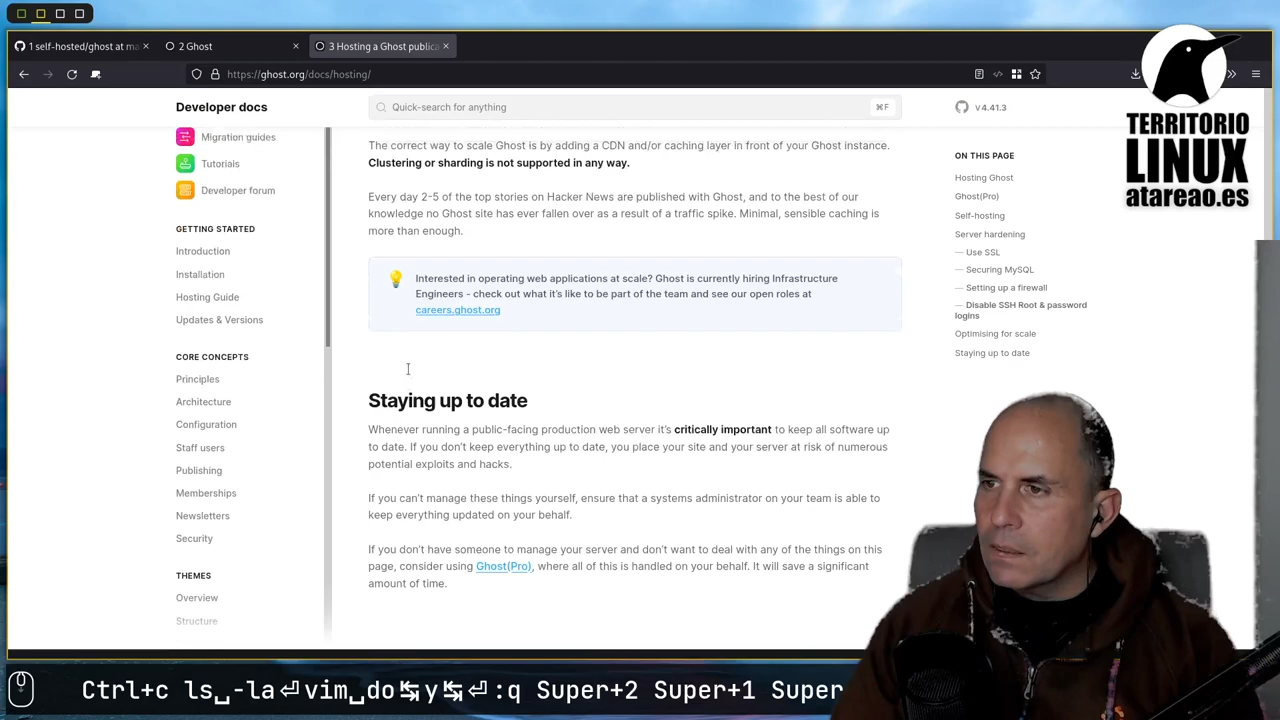 1 self-hosted/ghost at ma
2 Ghost
3 Hosting a Ghost publica
https://ghost.org/docs/hosting/
TERRITORIO
LINUX
atareao.es
Developer docs
Quick-search for anything
⌘F
v4.41.3
Migration guides
Tutorials
Developer forum
GETTING STARTED
Introduction
Installation
Hosting Guide
Updates & Versions
CORE CONCEPTS
Principles
Architecture
Configuration
Staff users
Publishing
Memberships
Newsletters
Security
THEMES
Overview
Structure
The correct way to scale Ghost is by adding a CDN and/or caching layer in front of your Ghost instance.
Clustering or sharding is not supported in any way.
Every day 2-5 of the top stories on Hacker News are published with Ghost, and to the best of our
knowledge no Ghost site has ever fallen over as a result of a traffic spike. Minimal, sensible caching is
more than enough.
Interested in operating web applications at scale? Ghost is currently hiring Infrastructure
Engineers - check out what it's like to be part of the team and see our open roles at
careers.ghost.org
Staying up to date
Whenever running a public-facing production web server it's critically important to keep all software up
to date. If you don't keep everything up to date, you place your site and your server at risk of numerous
potential exploits and hacks.
If you can't manage these things yourself, ensure that a systems administrator on your team is able to
keep everything updated on your behalf.
If you don't have someone to manage your server and don't want to deal with any of the things on this
page, consider using Ghost(Pro), where all of this is handled on your behalf. It will save a significant
amount of time.
ON THIS PAGE
Hosting Ghost
Ghost(Pro)
Self-hosting
Server hardening
— Use SSL
— Securing MySQL
— Setting up a firewall
— Disable SSH Root & password
logins
Optimising for scale
Staying up to date
Ctrl+c ls␣-la⏎vim␣do↹y↹⏎:q Super+2 Super+1 Super